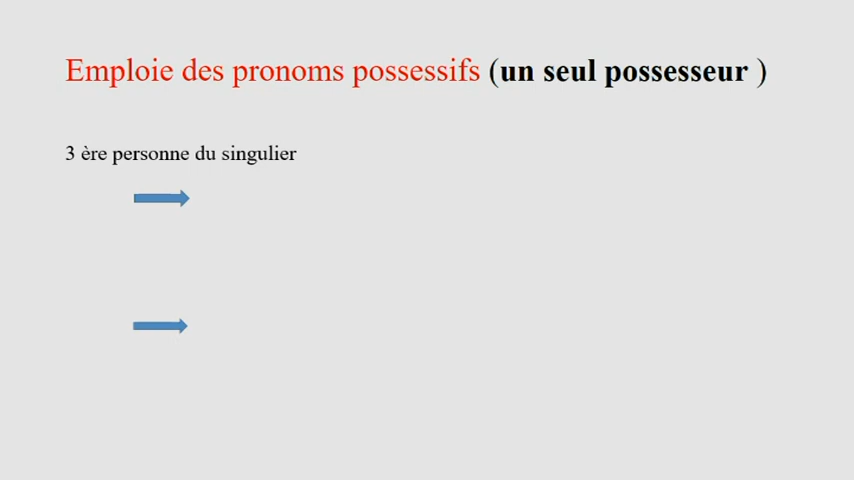 Emploie des pronoms possessifs (un seul possesseur )
3 ère personne du singulier